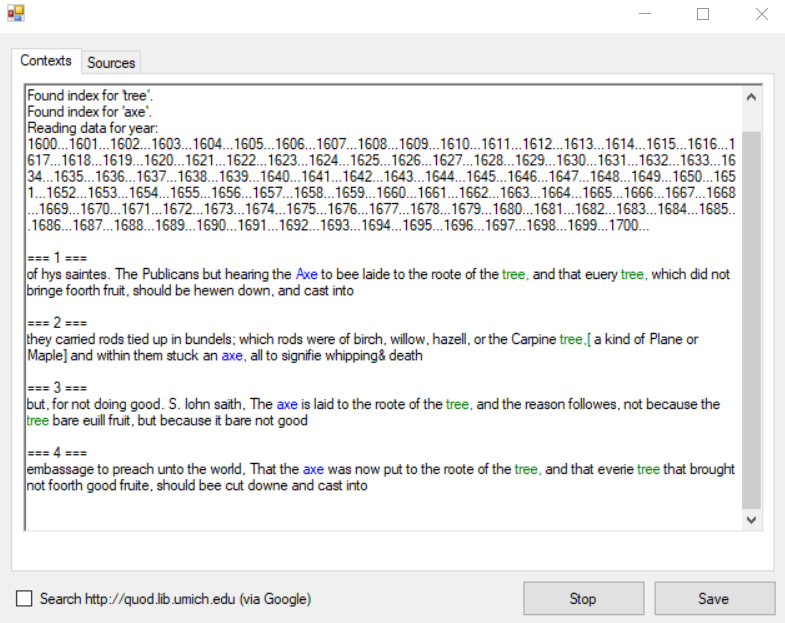 Contexts
Sources
Found index for 'tree'.
Found index for 'axe'.
Reading data for year:
1600...1601...1602...1603...1604...1605...1606...1607...1608...1609...1610...1611...1612...1613...1614...1615...1616...1
617...1618...1619...1620...1621...1622...1623...1624...1625...1626...1627...1628...1629...1630...1631...1632...1633...16
34...1635...1636...1637...1638...1639...1640...1641...1642...1643...1644...1645...1646...1647...1648...1649...1650...165
1...1652...1653...1654...1655...1656...1657...1658...1659...1660...1661...1662...1663...1664...1665...1666...1667...1668
...1669...1670...1671...1672...1673...1674...1675...1676...1677...1678...1679...1680...1681...1682...1683...1684...1685..
.1686...1687...1688...1689...1690...1691...1692...1693...1694...1695...1696...1697...1698...1699...1700...
=== 1 ===
of hys saintes. The Publicans but hearing the Axe to bee laide to the roote of the tree, and that euery tree, which did not
bringe foorth fruit, should be hewen down, and cast into
=== 2 ===
they carried rods tied up in bundels; which rods were of birch, willow, hazell, or the Carpine tree,[ a kind of Plane or
Maple] and within them stuck an axe, all to signifie whipping& death
=== 3 ===
but, for not doing good. S. Iohn saith, The axe is laid to the roote of the tree, and the reason followes, not because the
tree bare euill fruit, but because it bare not good
=== 4 ===
embassage to preach unto the world, That the axe was now put to the roote of the tree, and that everie tree that brought
not foorth good fruite, should bee cut downe and cast into
Search http://quod.lib.umich.edu (via Google)
Stop
Save